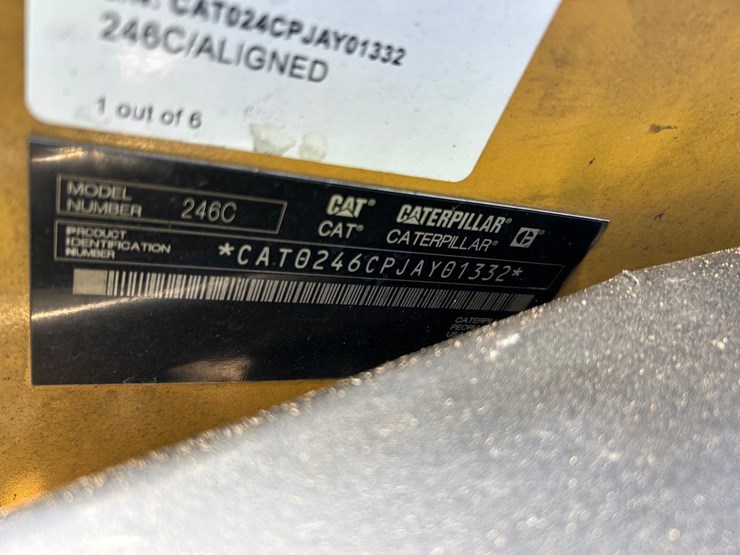 CAT024CPJAY01332
246C/ALIGNED
1 out of 6
MODEL NUMBER 246C
CAT® CATERPILLAR®
CAT® CATERPILLAR®
PRODUCT IDENTIFICATION NUMBER *CAT0246CPJAY01332*